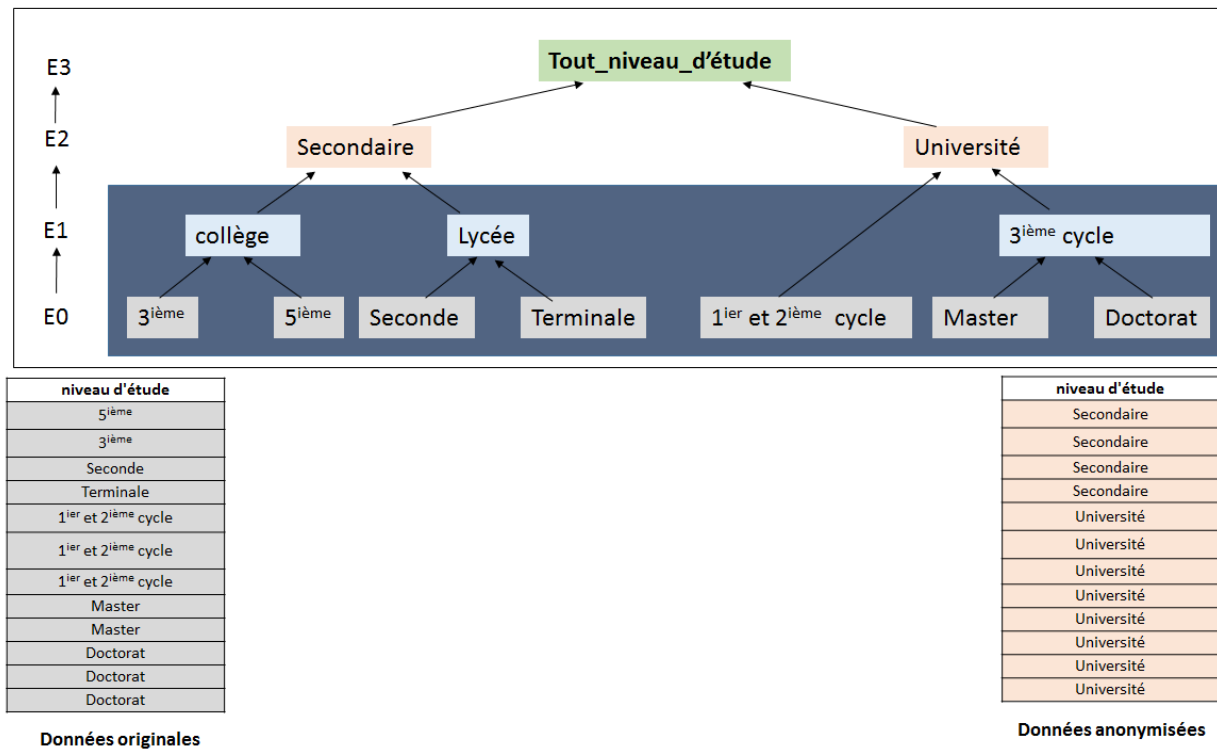 E3
Tout_niveau_d’étude
E2
Secondaire
Université
E1
collège
Lycée
3ième cycle
E0
3ième
5ième
Seconde
Terminale
1ier et 2ième cycle
Master
Doctorat
niveau d'étude
5ième
3ième
Seconde
Terminale
1ier et 2ième cycle
1ier et 2ième cycle
1ier et 2ième cycle
Master
Master
Doctorat
Doctorat
Doctorat
Données originales
niveau d'étude
Secondaire
Secondaire
Secondaire
Secondaire
Université
Université
Université
Université
Université
Université
Université
Université
Données anonymisées